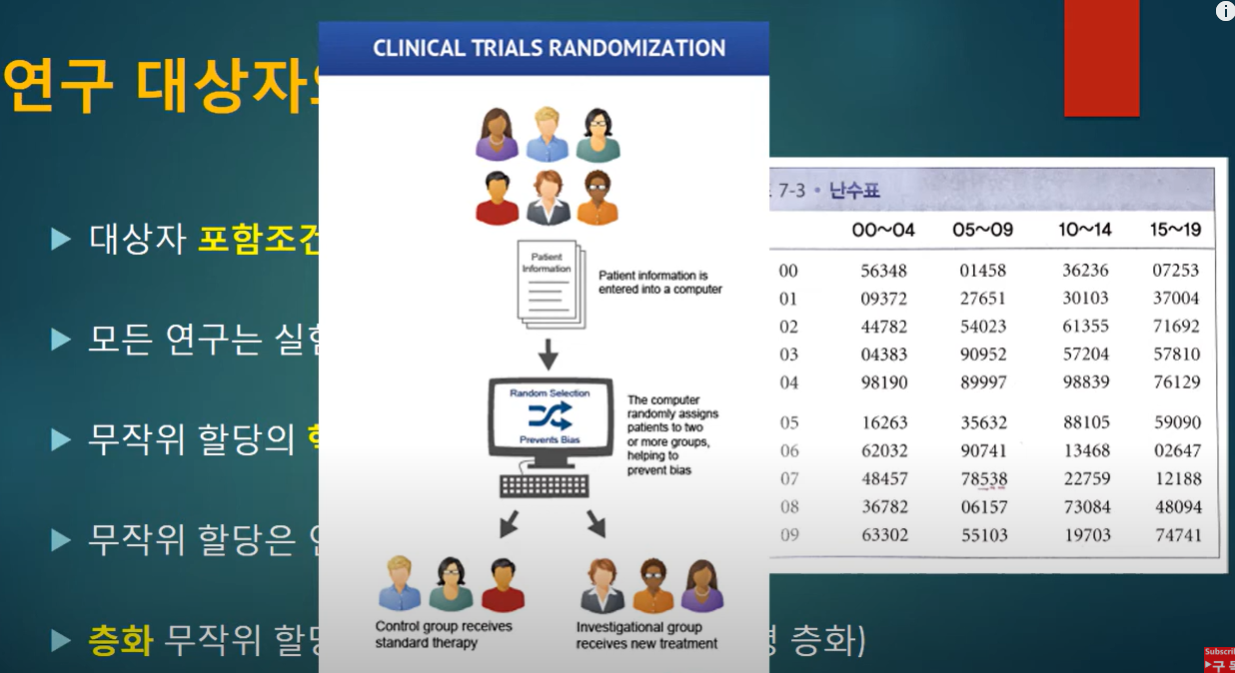 연구 대상자
대상자 포함조건
모든 연구는
무작위 할당의
무작위 할당은
층화 무작위
층화)
CLINICAL TRIALS RANDOMIZATION
Patient
Information
Patient information is
entered into a computer
Random Selection
Prevents Bias
The computer
randomly assigns
patients to two
or more groups,
helping to
prevent bias
Control group receives
standard therapy
Investigational group
receives new treatment
7-3 • 난수표
00~04 05~09 10~14 15~19
00 56348 01458 36236 07253
01 09372 27651 30103 37004
02 44782 54023 61355 71692
03 04383 90952 57204 57810
04 98190 89997 98839 76129
05 16263 35632 88105 59090
06 62032 90741 13468 02647
07 48457 78538 22759 12188
08 36782 06157 73084 48094
09 63302 55103 19703 74741
i